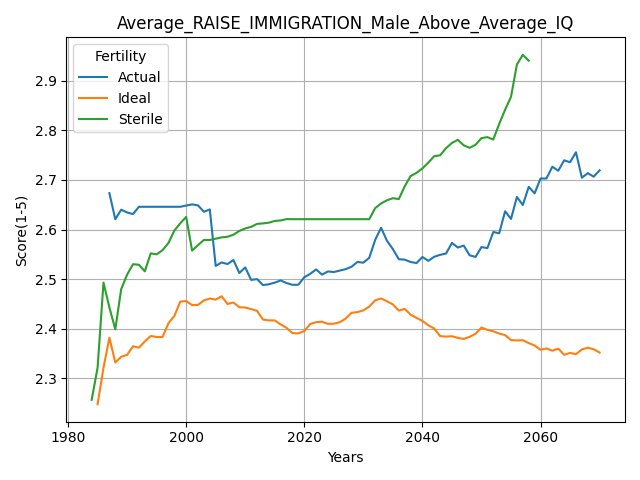 Average_RAISE_IMMIGRATION_Male_Above_Average_IQ
Fertility
Actual
Ideal
Sterile
Score(1-5)
2.9
2.8
2.7
2.6
2.5
2.4
2.3
1980
2000
2020
2040
2060
Years